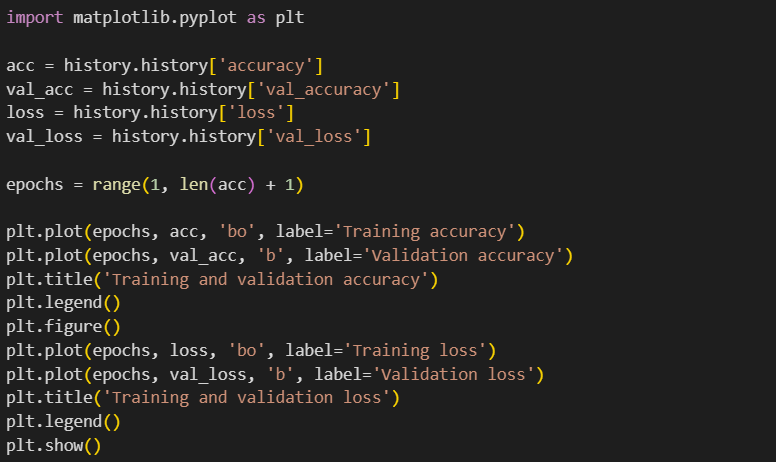 import matplotlib.pyplot as plt
acc = history.history['accuracy']
val_acc = history.history['val_accuracy']
loss = history.history['loss']
val_loss = history.history['val_loss']
epochs = range(1, len(acc) + 1)
plt.plot(epochs, acc, 'bo', label='Training accuracy')
plt.plot(epochs, val_acc, 'b', label='Validation accuracy')
plt.title('Training and validation accuracy')
plt.legend()
plt.figure()
plt.plot(epochs, loss, 'bo', label='Training loss')
plt.plot(epochs, val_loss, 'b', label='Validation loss')
plt.title('Training and validation loss')
plt.legend()
plt.show()